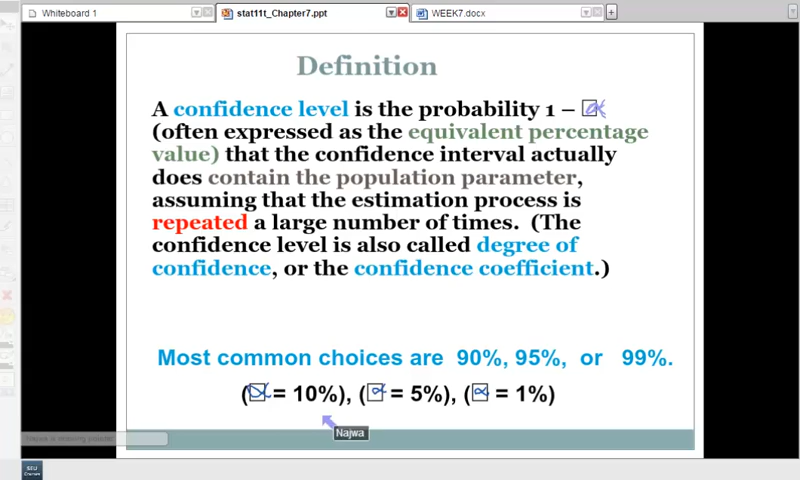 Whiteboard 1
stat11t_Chapter7.ppt
WEEK7.docx
Definition
A confidence level is the probability 1 – α
(often expressed as the equivalent percentage
value) that the confidence interval actually
does contain the population parameter,
assuming that the estimation process is
repeated a large number of times. (The
confidence level is also called degree of
confidence, or the confidence coefficient.)
Most common choices are 90%, 95%, or 99%.
(α = 10%), (α = 5%), (α = 1%)
Najwa
SEU